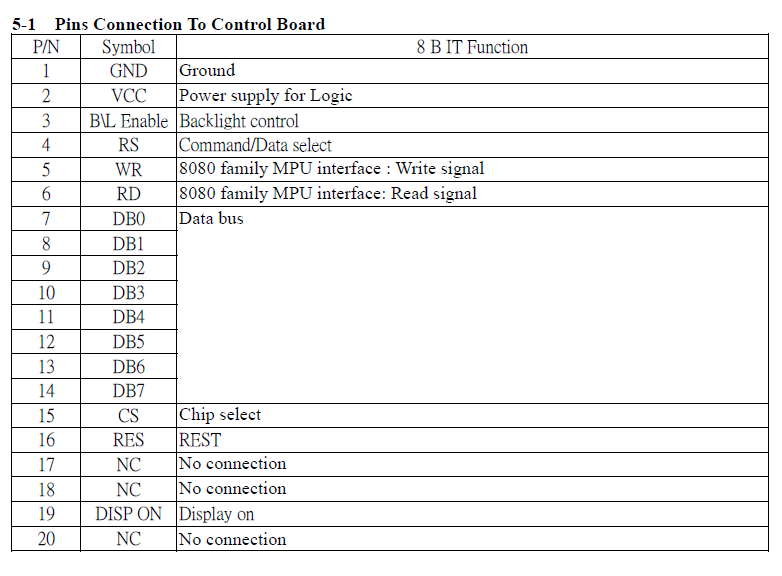 5-1 Pins Connection To Control Board
P/N Symbol 8 B IT Function
1 GND Ground
2 VCC Power supply for Logic
3 B\L Enable Backlight control
4 RS Command/Data select
5 WR 8080 family MPU interface : Write signal
6 RD 8080 family MPU interface: Read signal
7 DB0 Data bus
8 DB1
9 DB2
10 DB3
11 DB4
12 DB5
13 DB6
14 DB7
15 CS Chip select
16 RES REST
17 NC No connection
18 NC No connection
19 DISP ON Display on
20 NC No connection